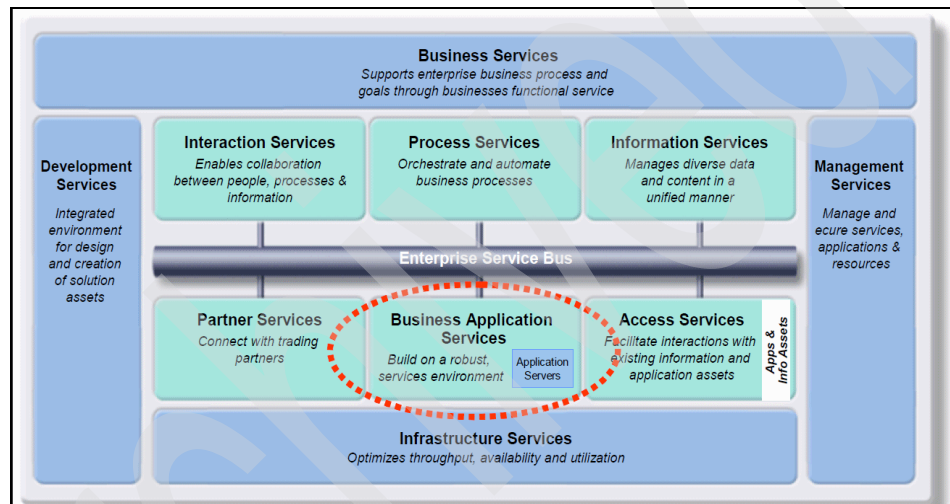 Business Services
Supports enterprise business process and
goals through businesses functional service
Development
Services
Integrated
environment
for design
and creation
of solution
assets
Interaction Services
Enables collaboration
between people, processes &
information
Process Services
Orchestrate and automate
business processes
Information Services
Manages diverse data
and content in a
unified manner
Management
Services
Manage and
ecure services,
applications &
resources
Enterprise Service Bus
Partner Services
Connect with trading
partners
Business Application
Services
Build on a robust,
services environment
Application
Servers
Access Services
Facilitate interactions with
existing information and
application assets
Apps &
Info Assets
Infrastructure Services
Optimizes throughput, availability and utilization